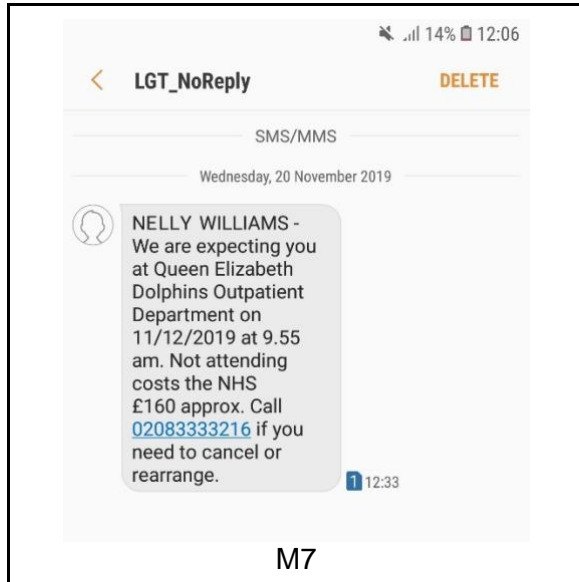 14% 12:06
LGT_NoReply DELETE
SMS/MMS
Wednesday, 20 November 2019
NELLY WILLIAMS -
We are expecting you
at Queen Elizabeth
Dolphins Outpatient
Department on
11/12/2019 at 9.55
am. Not attending
costs the NHS
£160 approx. Call
02083333216 if you
need to cancel or
rearrange.
1 12:33
M7